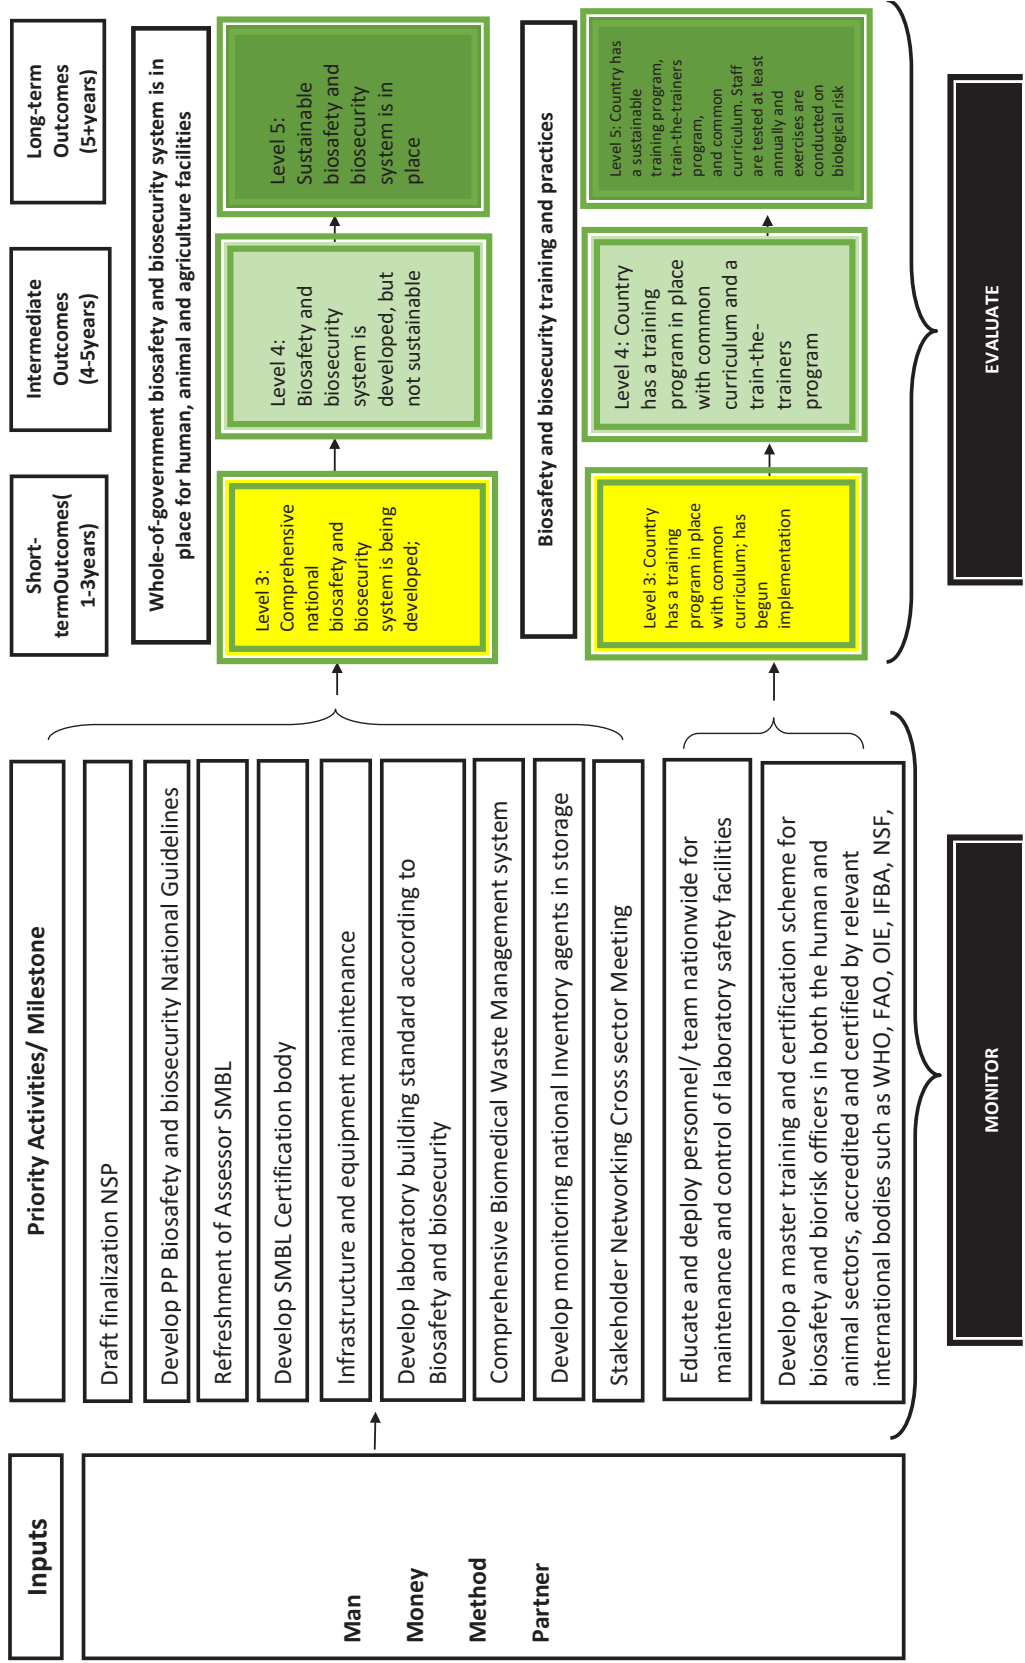 Inputs
Man
Money
Method
Partner
Priority Activities/ Milestone
Draft finalization NSP
Develop PP Biosafety and biosecurity National Guidelines
Refreshment of Assessor SMBL
Develop SMBL Certification body
Infrastructure and equipment maintenance
Develop laboratory building standard according to
Biosafety and biosecurity
Comprehensive Biomedical Waste Management system
Develop monitoring national Inventory agents in storage
Stakeholder Networking Cross sector Meeting
Educate and deploy personnel/ team nationwide for
maintenance and control of laboratory safety facilities
Develop a master training and certification scheme for
biosafety and biorisk officers in both the human and
animal sectors, accredited and certified by relevant
international bodies such as WHO, FAO, OIE, IFBA, NSF,
MONITOR
Short-
termOutcomes(
1-3years)
Intermediate
Outcomes
(4-5years)
Long-term
Outcomes
(5+years)
Whole-of-government biosafety and biosecurity system is in
place for human, animal and agriculture facilities
Level 3:
Comprehensive
national
biosafety and
biosecurity
system is being
developed;
Level 4:
Biosafety and
biosecurity
system is
developed, but
not sustainable
Level 5:
Sustainable
biosafety and
biosecurity
system is in
place
Biosafety and biosecurity training and practices
Level 3: Country
has a training
program in place
with common
curriculum; has
begun
implementation
Level 4: Country
has a training
program in place
with common
curriculum and a
train-the-
trainers
program
Level 5: Country has
a sustainable
training program,
train-the-trainers
program,
and common
curriculum. Staff
are tested at least
annually and
exercises are
conducted on
biological risk
EVALUATE